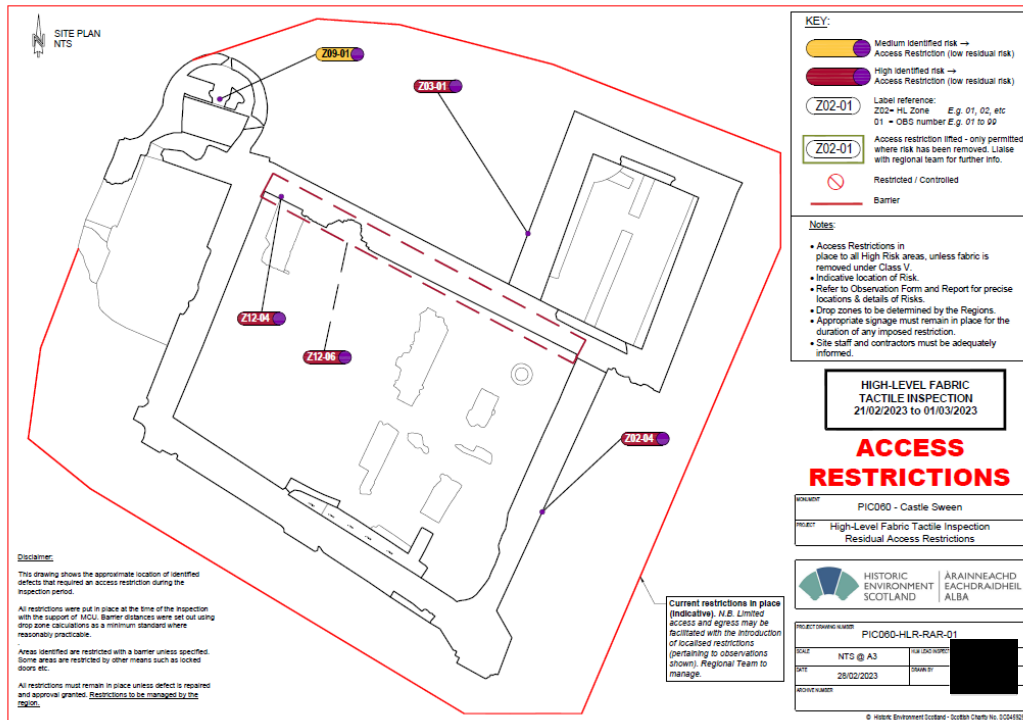 SITE PLAN
NTS
N
Z09-01
Z03-01
Z12-04
Z12-06
Z02-04
KEY:
Medium identified risk →
Access Restriction (low residual risk)
High identified risk →
Access Restriction (low residual risk)
Z02-01
Label reference:
Z02= HL Zone E.g. 01, 02, etc
01 = OBS number E.g. 01 to 99
Z02-01
Access restriction lifted - only permitted
where risk has been removed. Liaise
with regional team for further info.
Restricted / Controlled
Barrier
Notes:
• Access Restrictions in
place to all High Risk areas, unless fabric is
removed under Class V.
• Indicative location of Risk.
• Refer to Observation Form and Report for precise
locations & details of Risks.
• Drop zones to be determined by the Regions.
• Appropriate signage must remain in place for the
duration of any imposed restriction.
• Site staff and contractors must be adequately
informed.
HIGH-LEVEL FABRIC
TACTILE INSPECTION
21/02/2023 to 01/03/2023
ACCESS
RESTRICTIONS
MONUMENT
PIC060 - Castle Sween
PROJECT
High-Level Fabric Tactile Inspection
Residual Access Restrictions
HISTORIC
ENVIRONMENT
SCOTLAND
ÀRAINNEACHD
EACHDRAIDHEIL
ALBA
PROJECT DRAWING NUMBER
PIC060-HLR-RAR-01
SCALE
NTS @ A3
DATE
28/02/2023
DRAWN BY
ARCHIVE NUMBER
© Historic Environment Scotland - Scottish Charity No.
Disclaimer:
This drawing shows the approximate location of identified
defects that required an access restriction during the
inspection period.
All restrictions were put in place at the time of the inspection
with the support of MCU. Barrier distances were set out using
drop zone calculations as a minimum standard where
reasonably practicable.
Areas identified are restricted with a barrier unless specified.
Some areas are restricted by other means such as locked
doors etc.
All restrictions must remain in place unless defect is repaired
and approval granted. Restrictions to be managed by the
region.
Current restrictions in place
(indicative). N.B. Limited
access and egress may be
facilitated with the introduction
of localised restrictions
(pertaining to observations
shown). Regional Team to
manage.